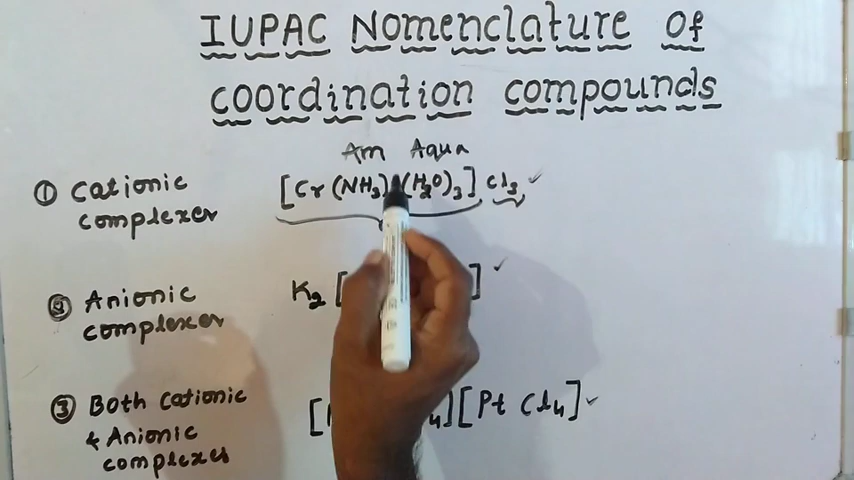 IUPAC Nomenclature of
coordination compounds
Am Aqua
① Cationic [Cr(NH3) (H2O)3] Cl3 ✓
complexes
② Anionic K2 [ ] ✓
complexes
③ Both Cationic [ 4][Pt Cl4] ✓
& Anionic
complexes